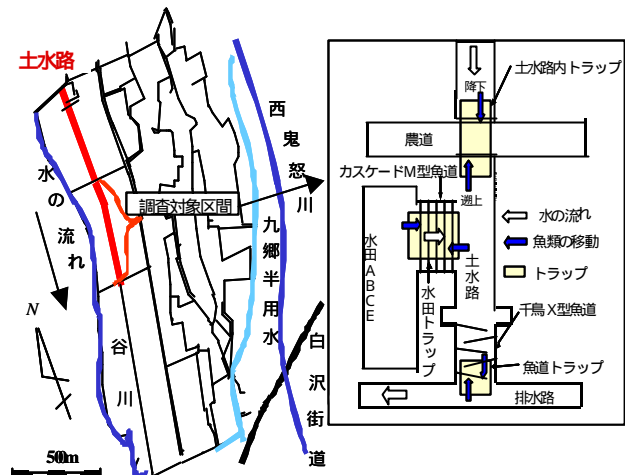 土水路
水の流れ
N
谷川
50m
調査対象区間
西鬼怒川
九郷半用水
白沢街道
降下
土水路内トラップ
農道
カスケードM型魚道
遡上
水の流れ
魚類の移動
トラップ
水田ABCE
水田トラップ
土水路
千鳥X型魚道
魚道トラップ
排水路